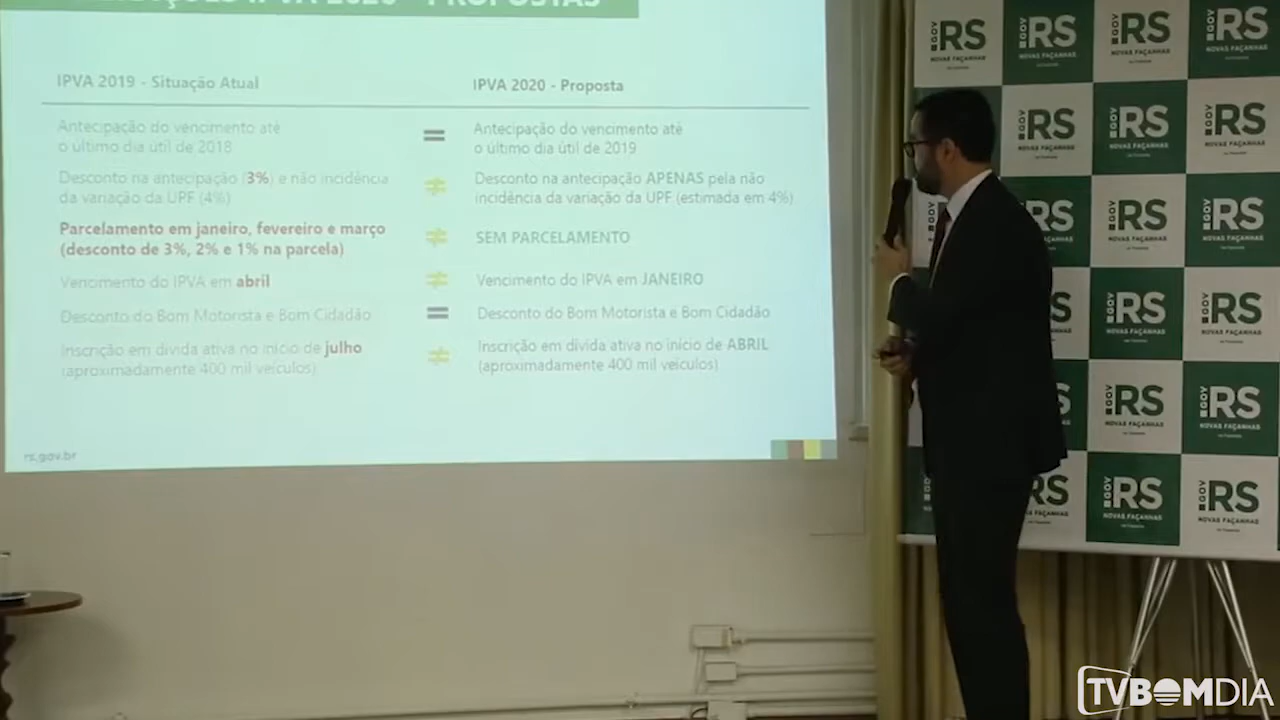 IPVA 2020 - PROPOSTAS
IPVA 2019 - Situação Atual
IPVA 2020 - Proposta
Antecipação do vencimento até
o último dia útil de 2018
=
Antecipação do vencimento até
o último dia útil de 2019
Desconto na antecipação (3%) e não incidência
da variação da UPF (4%)
≠
Desconto na antecipação APENAS pela não
incidência da variação da UPF (estimada em 4%)
Parcelamento em janeiro, fevereiro e março
(desconto de 3%, 2% e 1% na parcela)
≠
SEM PARCELAMENTO
Vencimento do IPVA em abril
≠
Vencimento do IPVA em JANEIRO
Desconto do Bom Motorista e Bom Cidadão
=
Desconto do Bom Motorista e Bom Cidadão
Inscrição em dívida ativa no início de julho
(aproximadamente 400 mil veículos)
≠
Inscrição em dívida ativa no início de ABRIL
(aproximadamente 400 mil veículos)
rs.gov.br
GOV RS
NOVAS FAÇANHAS
TVBOMDIA